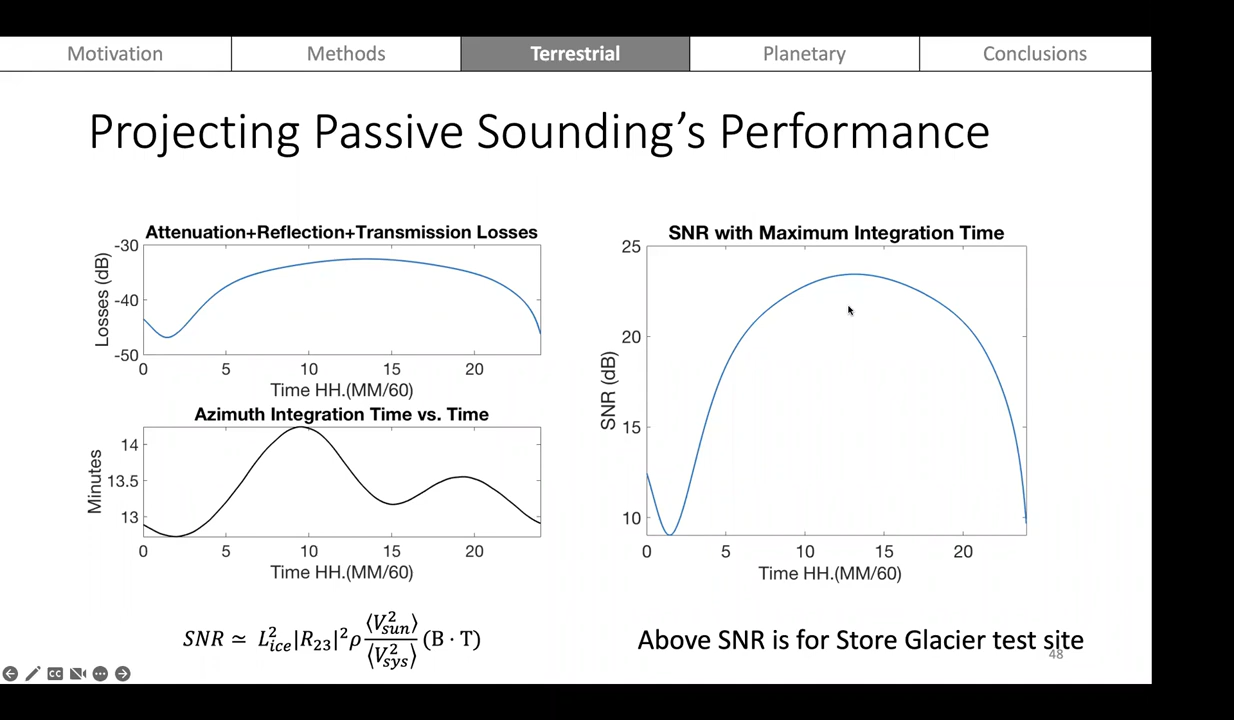 Motivation
Methods
Terrestrial
Planetary
Conclusions
Projecting Passive Sounding's Performance
Attenuation+Reflection+Transmission Losses
-30
-40
-50
Losses (dB)
0 5 10 15 20
Time HH.(MM/60)
Azimuth Integration Time vs. Time
14
13.5
13
Minutes
0 5 10 15 20
Time HH.(MM/60)
SNR ≃ L²ice|R₂₃|²ρ⟨V²sun⟩/⟨V²sys⟩(B · T)
SNR with Maximum Integration Time
25
20
15
10
SNR (dB)
0 5 10 15 20
Time HH.(MM/60)
Above SNR is for Store Glacier test site
48
CC